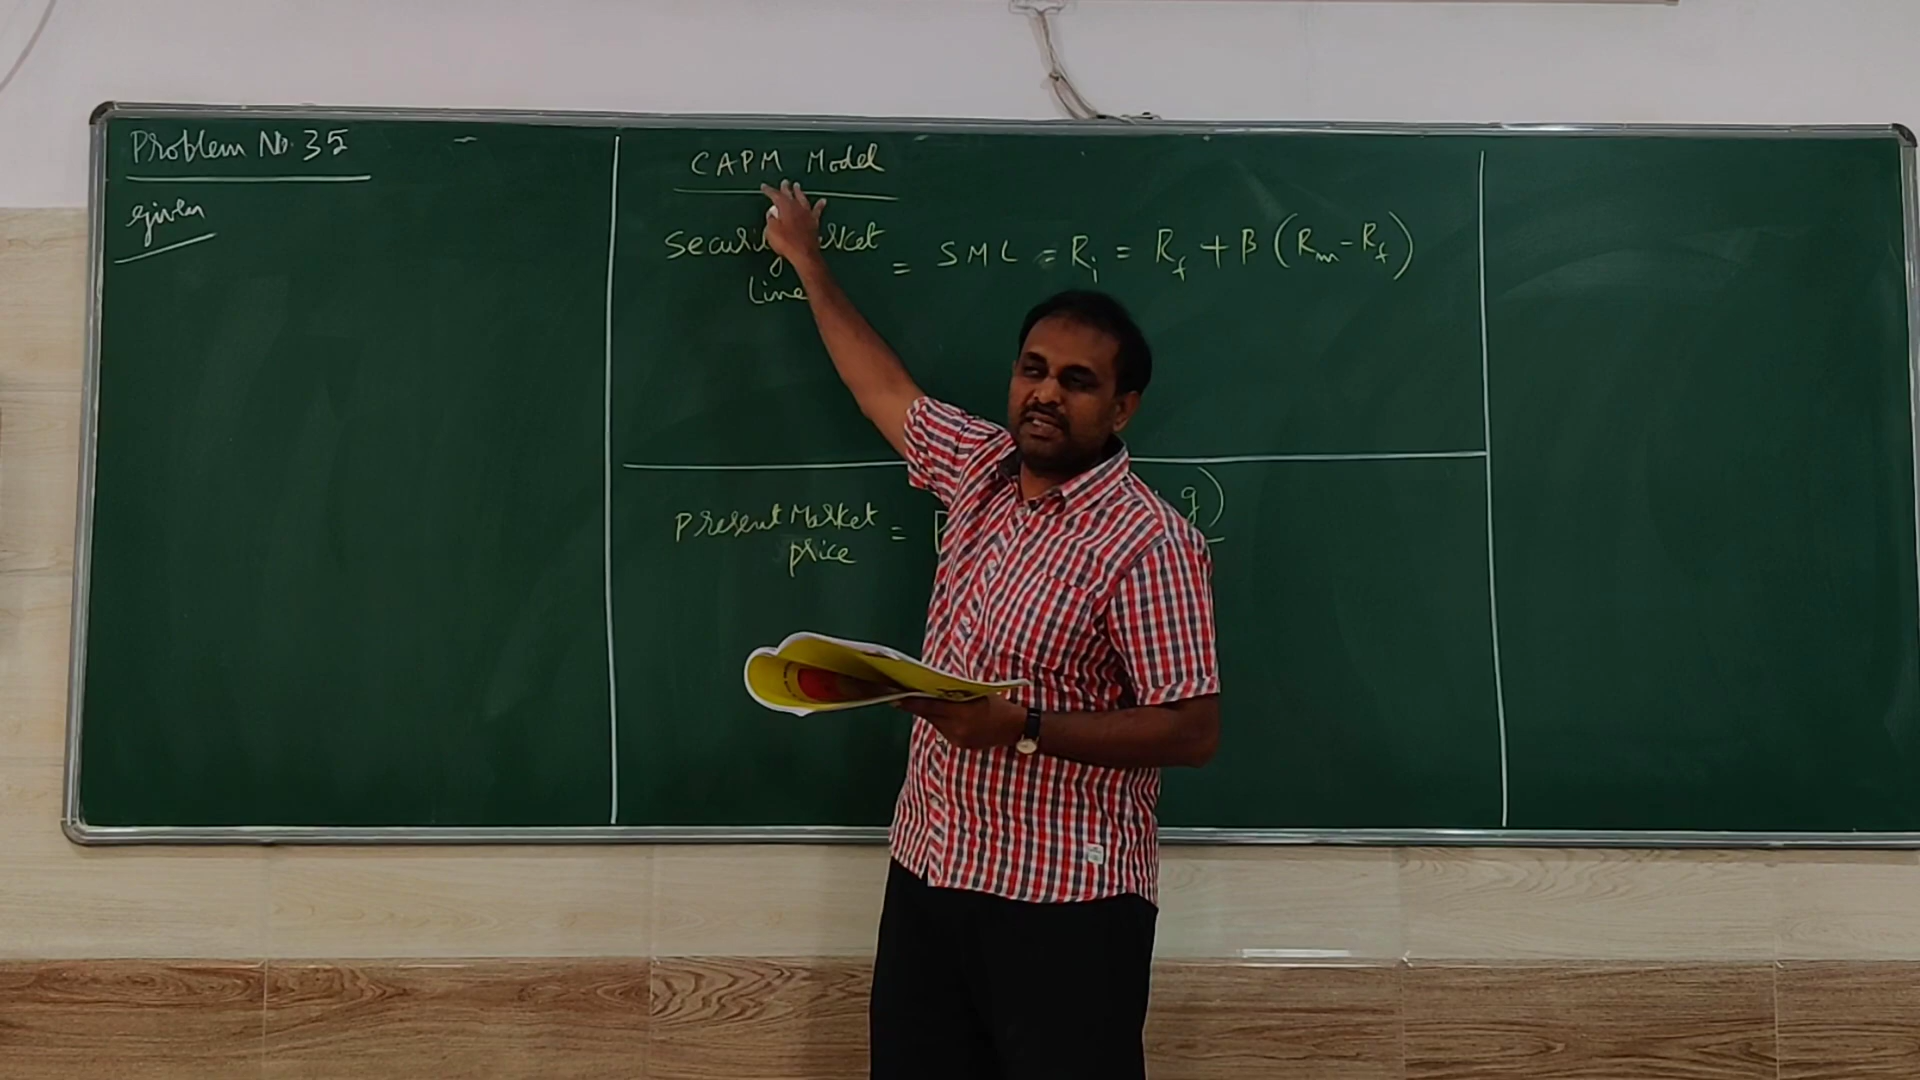 Problem No. 35
given
CAPM Model
Security Market
Line
= SML = Ri = Rf + β (Rm - Rf)
Present Market
price
=
g)